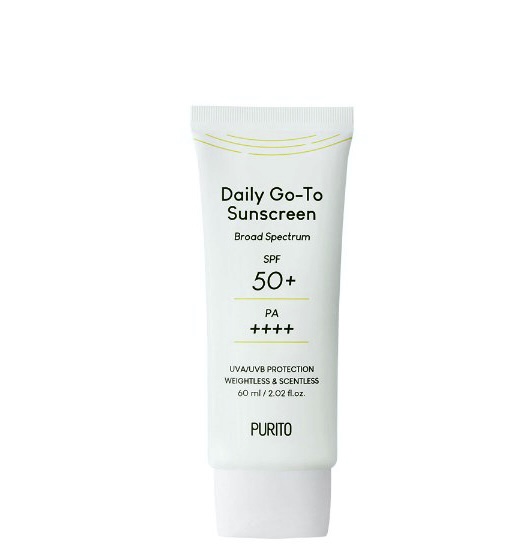 Daily Go-To
Sunscreen
Broad Spectrum
SPF
50+
PA
++++
UVA/UVB PROTECTION
WEIGHTLESS & SCENTLESS
60 ml / 2.02 fl.oz.
PURITO